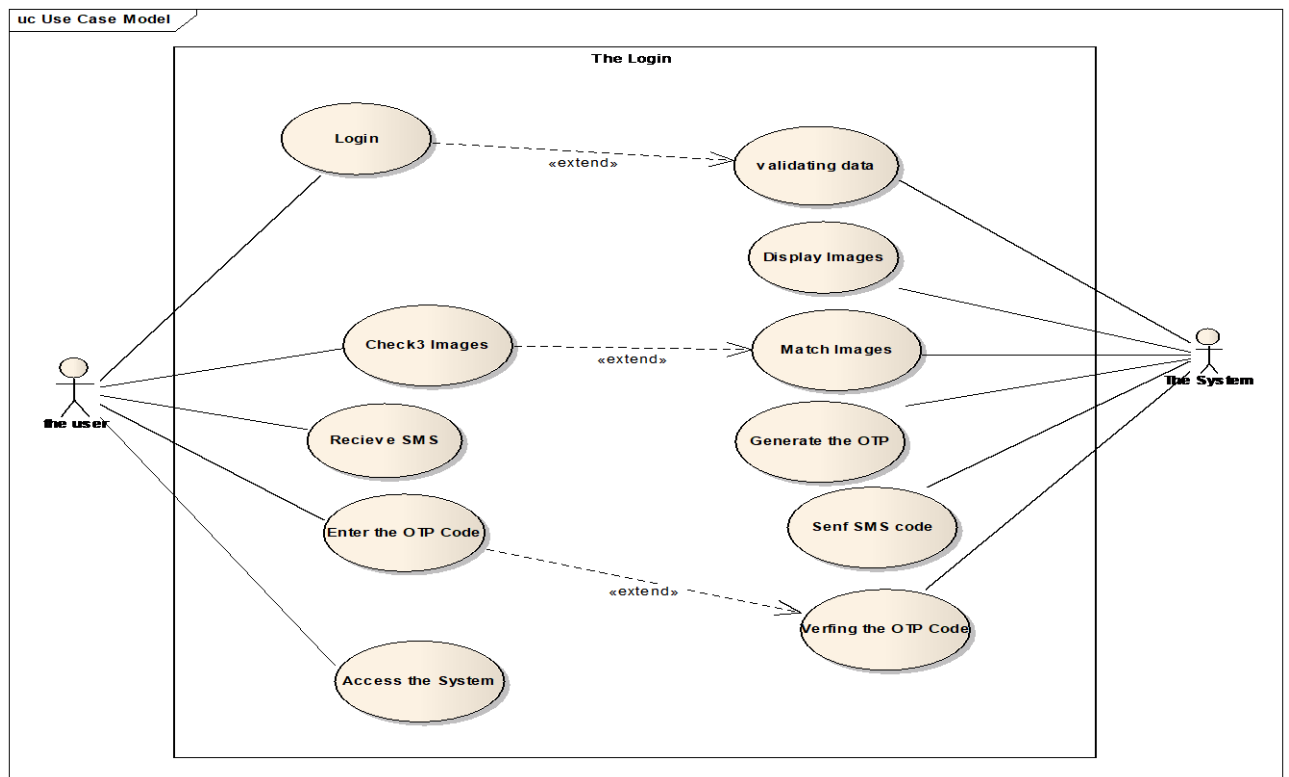 uc Use Case Model
The Login
Login
«extend»
validating data
Display Images
Check3 Images
«extend»
Match Images
the user
The System
Recieve SMS
Generate the OTP
Enter the OTP Code
Senf SMS code
«extend»
Verfing the OTP Code
Access the System